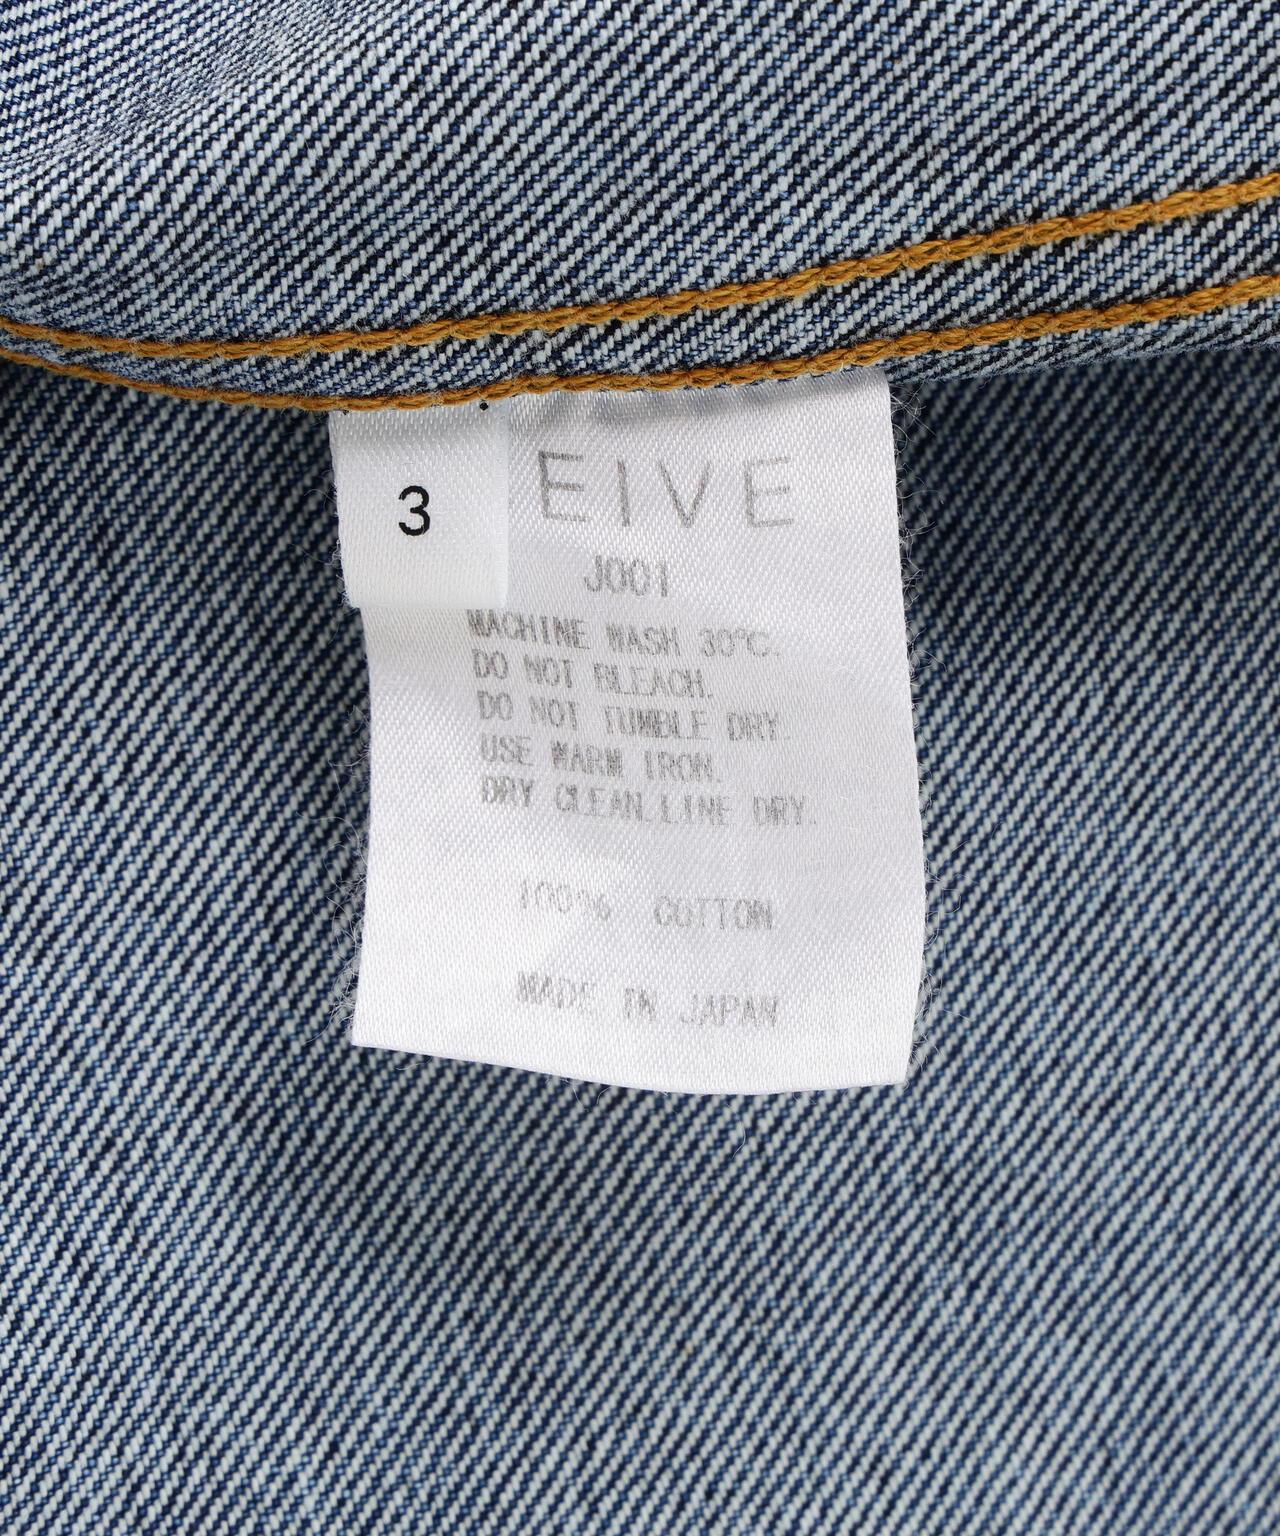 3
EIVE
J001
MACHINE WASH 30°C.
DO NOT BLEACH.
DO NOT TUMBLE DRY.
USE WARM IRON.
DRY CLEAN.LINE DRY.
100% COTTON
MADE IN JAPAN